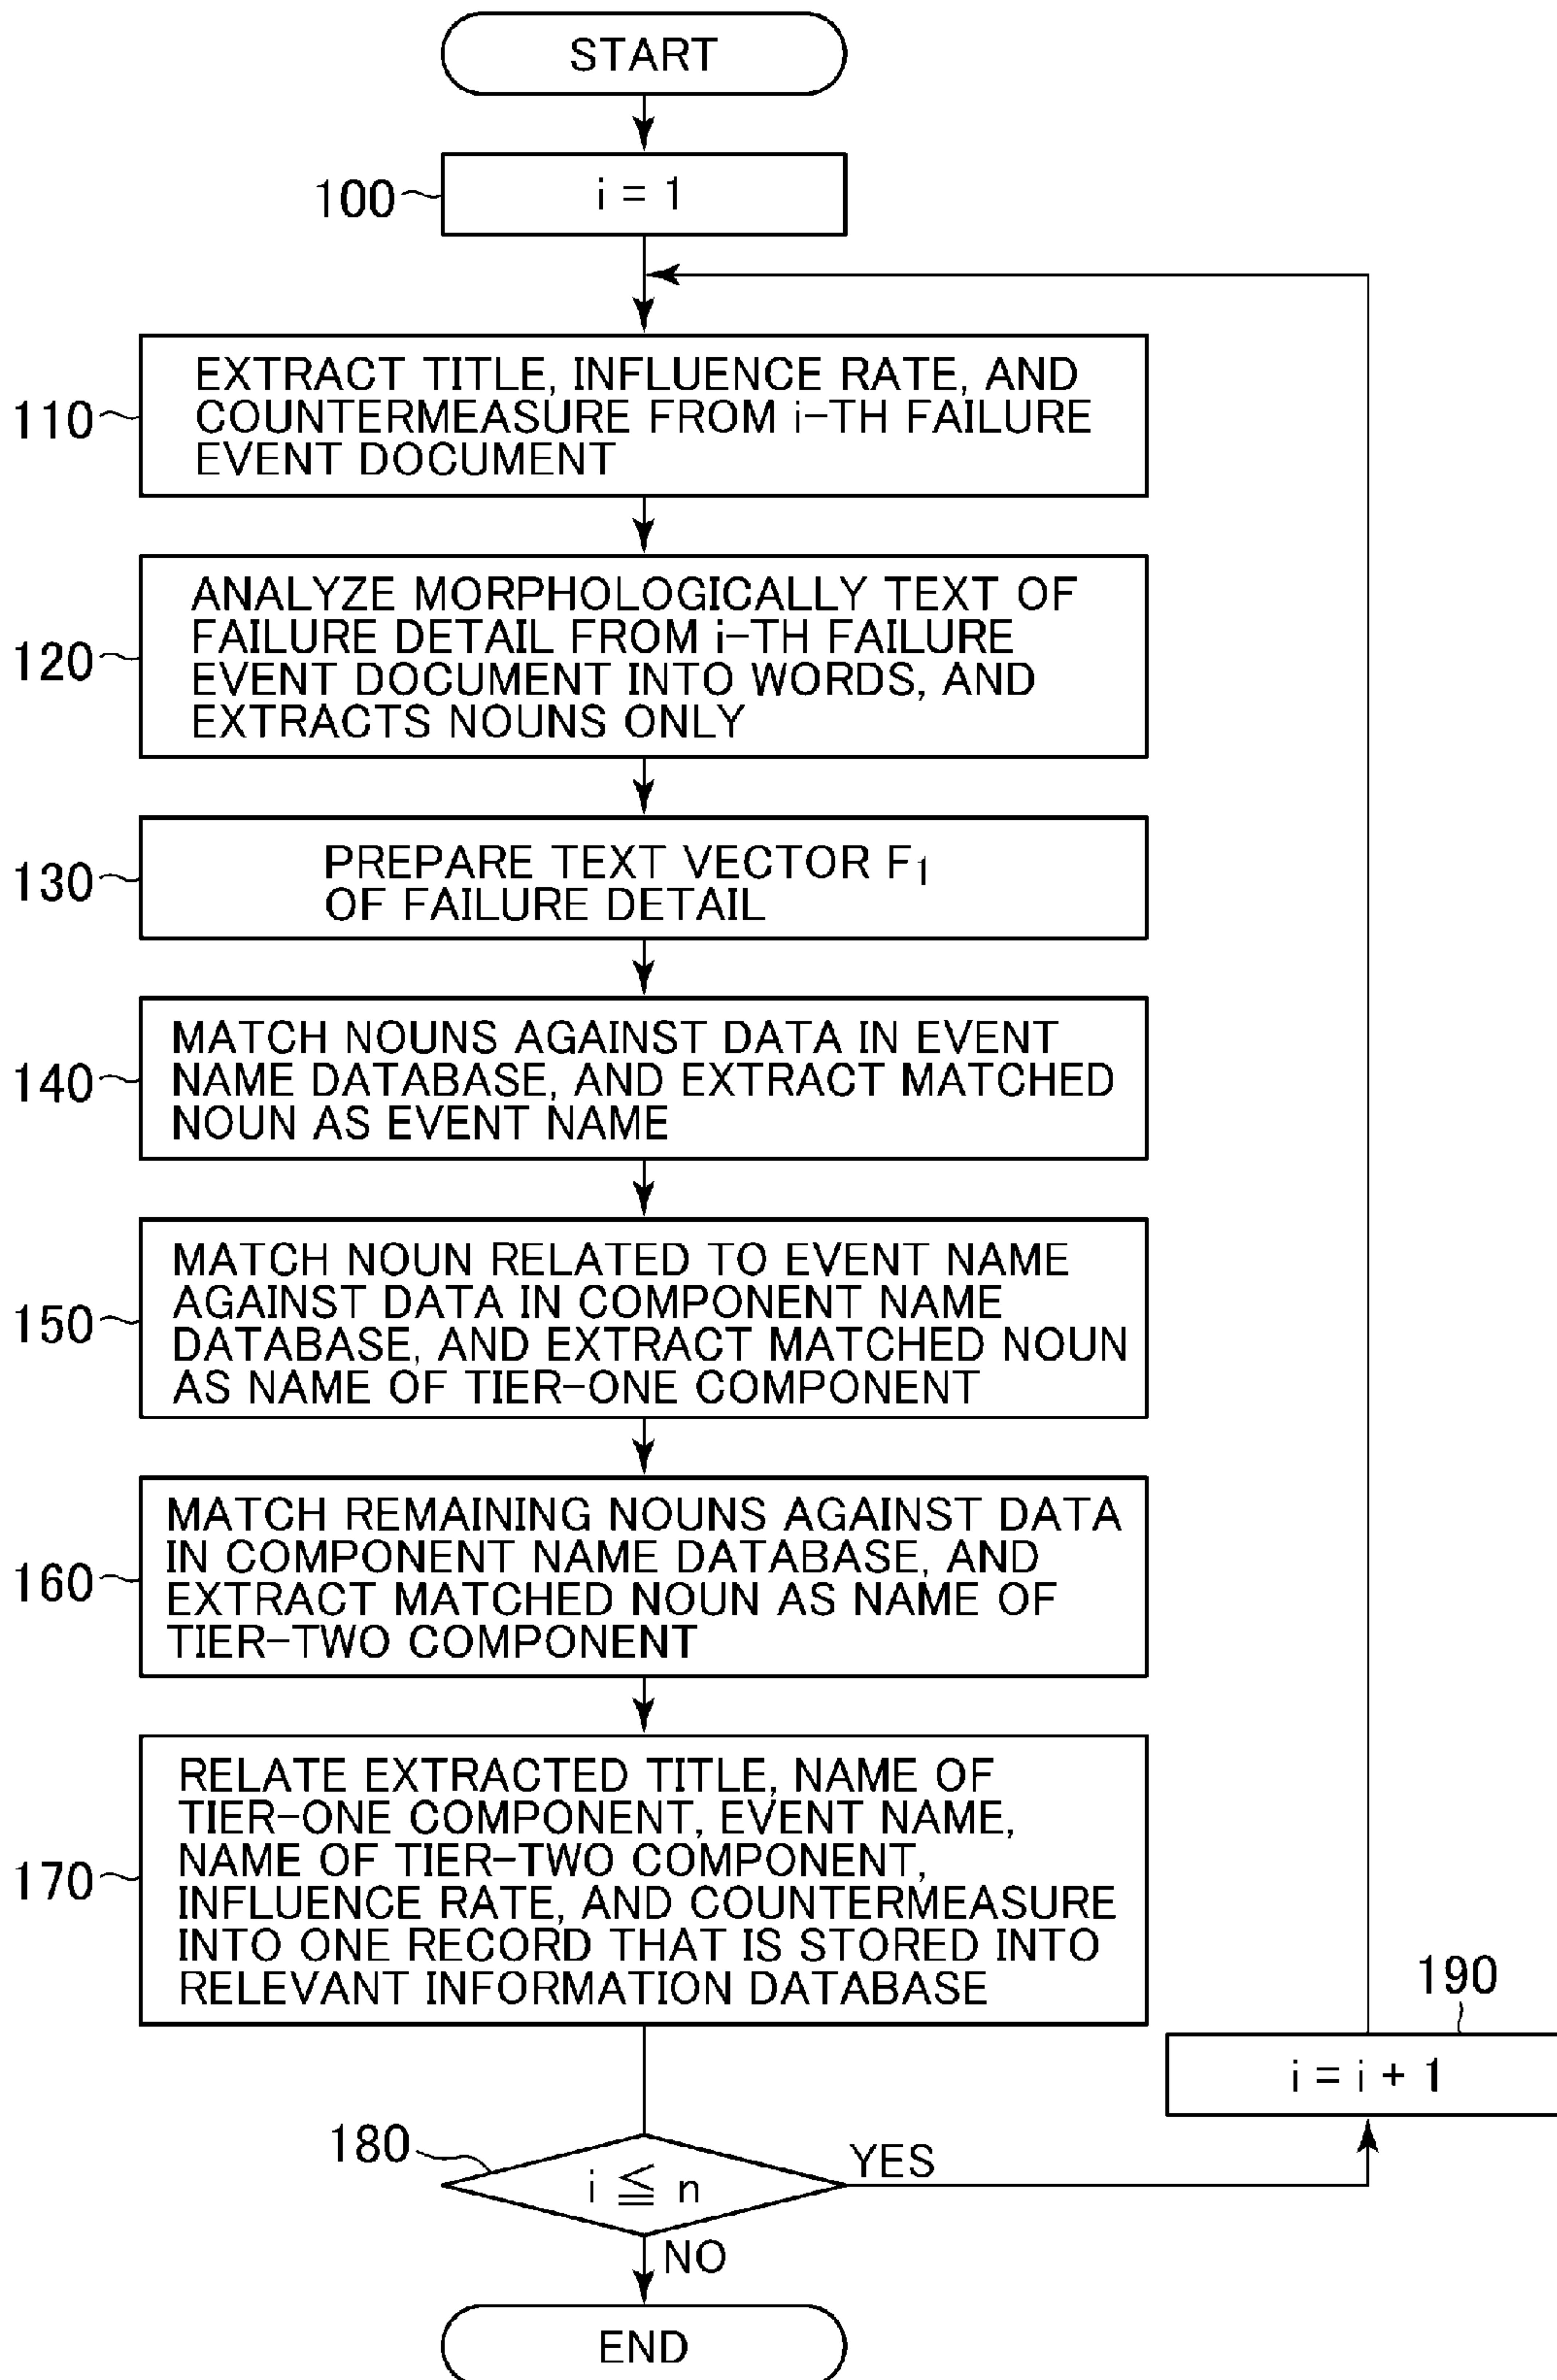 START
100
i = 1
110
EXTRACT TITLE, INFLUENCE RATE, AND
COUNTERMEASURE FROM i-TH FAILURE
EVENT DOCUMENT
120
ANALYZE MORPHOLOGICALLY TEXT OF
FAILURE DETAIL FROM i-TH FAILURE
EVENT DOCUMENT INTO WORDS, AND
EXTRACTS NOUNS ONLY
130
PREPARE TEXT VECTOR F1
OF FAILURE DETAIL
140
MATCH NOUNS AGAINST DATA IN EVENT
NAME DATABASE, AND EXTRACT MATCHED
NOUN AS EVENT NAME
150
MATCH NOUN RELATED TO EVENT NAME
AGAINST DATA IN COMPONENT NAME
DATABASE, AND EXTRACT MATCHED NOUN
AS NAME OF TIER-ONE COMPONENT
160
MATCH REMAINING NOUNS AGAINST DATA
IN COMPONENT NAME DATABASE, AND
EXTRACT MATCHED NOUN AS NAME OF
TIER-TWO COMPONENT
170
RELATE EXTRACTED TITLE, NAME OF
TIER-ONE COMPONENT, EVENT NAME,
NAME OF TIER-TWO COMPONENT,
INFLUENCE RATE, AND COUNTERMEASURE
INTO ONE RECORD THAT IS STORED INTO
RELEVANT INFORMATION DATABASE
190
i = i + 1
180
i ≦ n
YES
NO
END